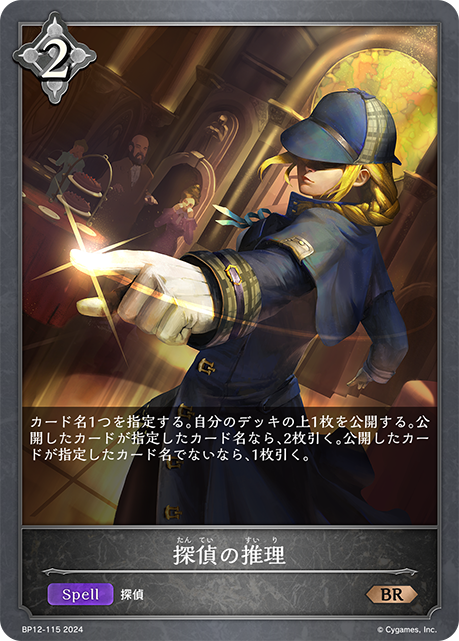 2
カード名1つを指定する。自分のデッキの上1枚を公開する。公
開したカードが指定したカード名なら、2枚引く。公開したカー
ドが指定したカード名でないなら、1枚引く。
たん てい すい り
探偵の推理
Spell 探偵 BR
BP12-115 2024 © Cygames, Inc.